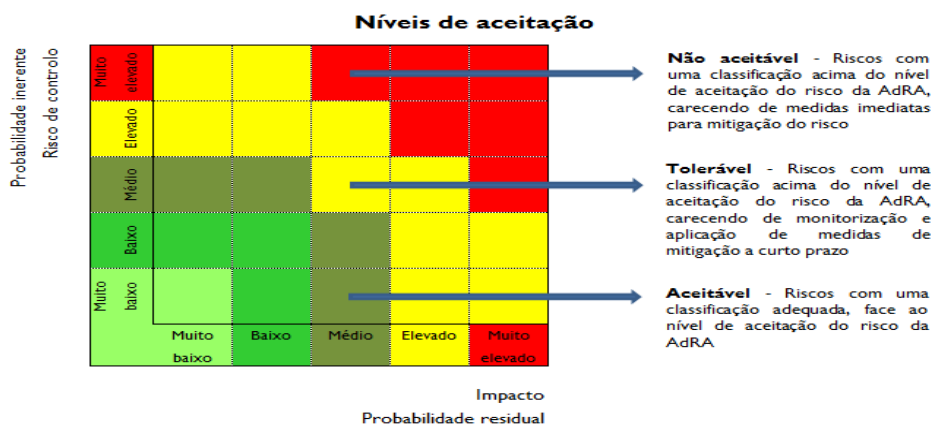 Níveis de aceitação
Probabilidade inerente
Risco de controlo
Muito
elevado
Elevado
Médio
Baixo
Muito
baixo
Muito
baixo
Baixo
Médio
Elevado
Muito
elevado
Impacto
Probabilidade residual
Não aceitável - Riscos com
uma classificação acima do nível
de aceitação do risco da AdRA,
carecendo de medidas imediatas
para mitigação do risco
Tolerável - Riscos com uma
classificação acima do nível de
aceitação do risco da AdRA,
carecendo de monitorização e
aplicação de medidas de
mitigação a curto prazo
Aceitável - Riscos com uma
classificação adequada, face ao
nível de aceitação do risco da
AdRA